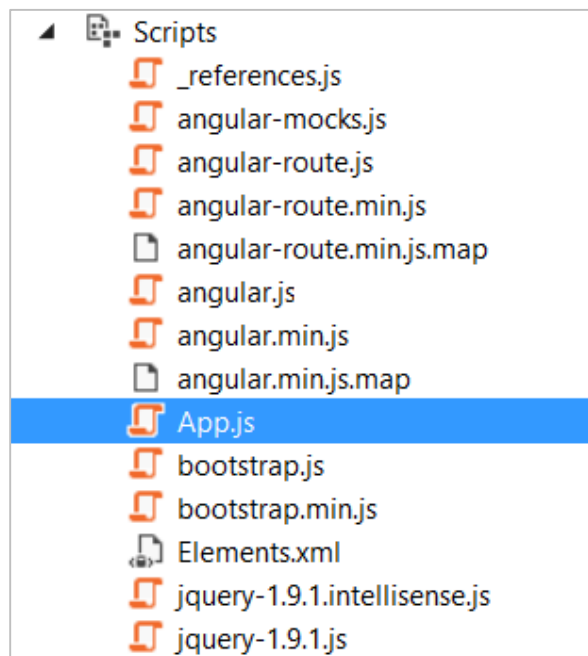 Scripts
_references.js
angular-mocks.js
angular-route.js
angular-route.min.js
angular-route.min.js.map
angular.js
angular.min.js
angular.min.js.map
App.js
bootstrap.js
bootstrap.min.js
Elements.xml
jquery-1.9.1.intellisense.js
jquery-1.9.1.js